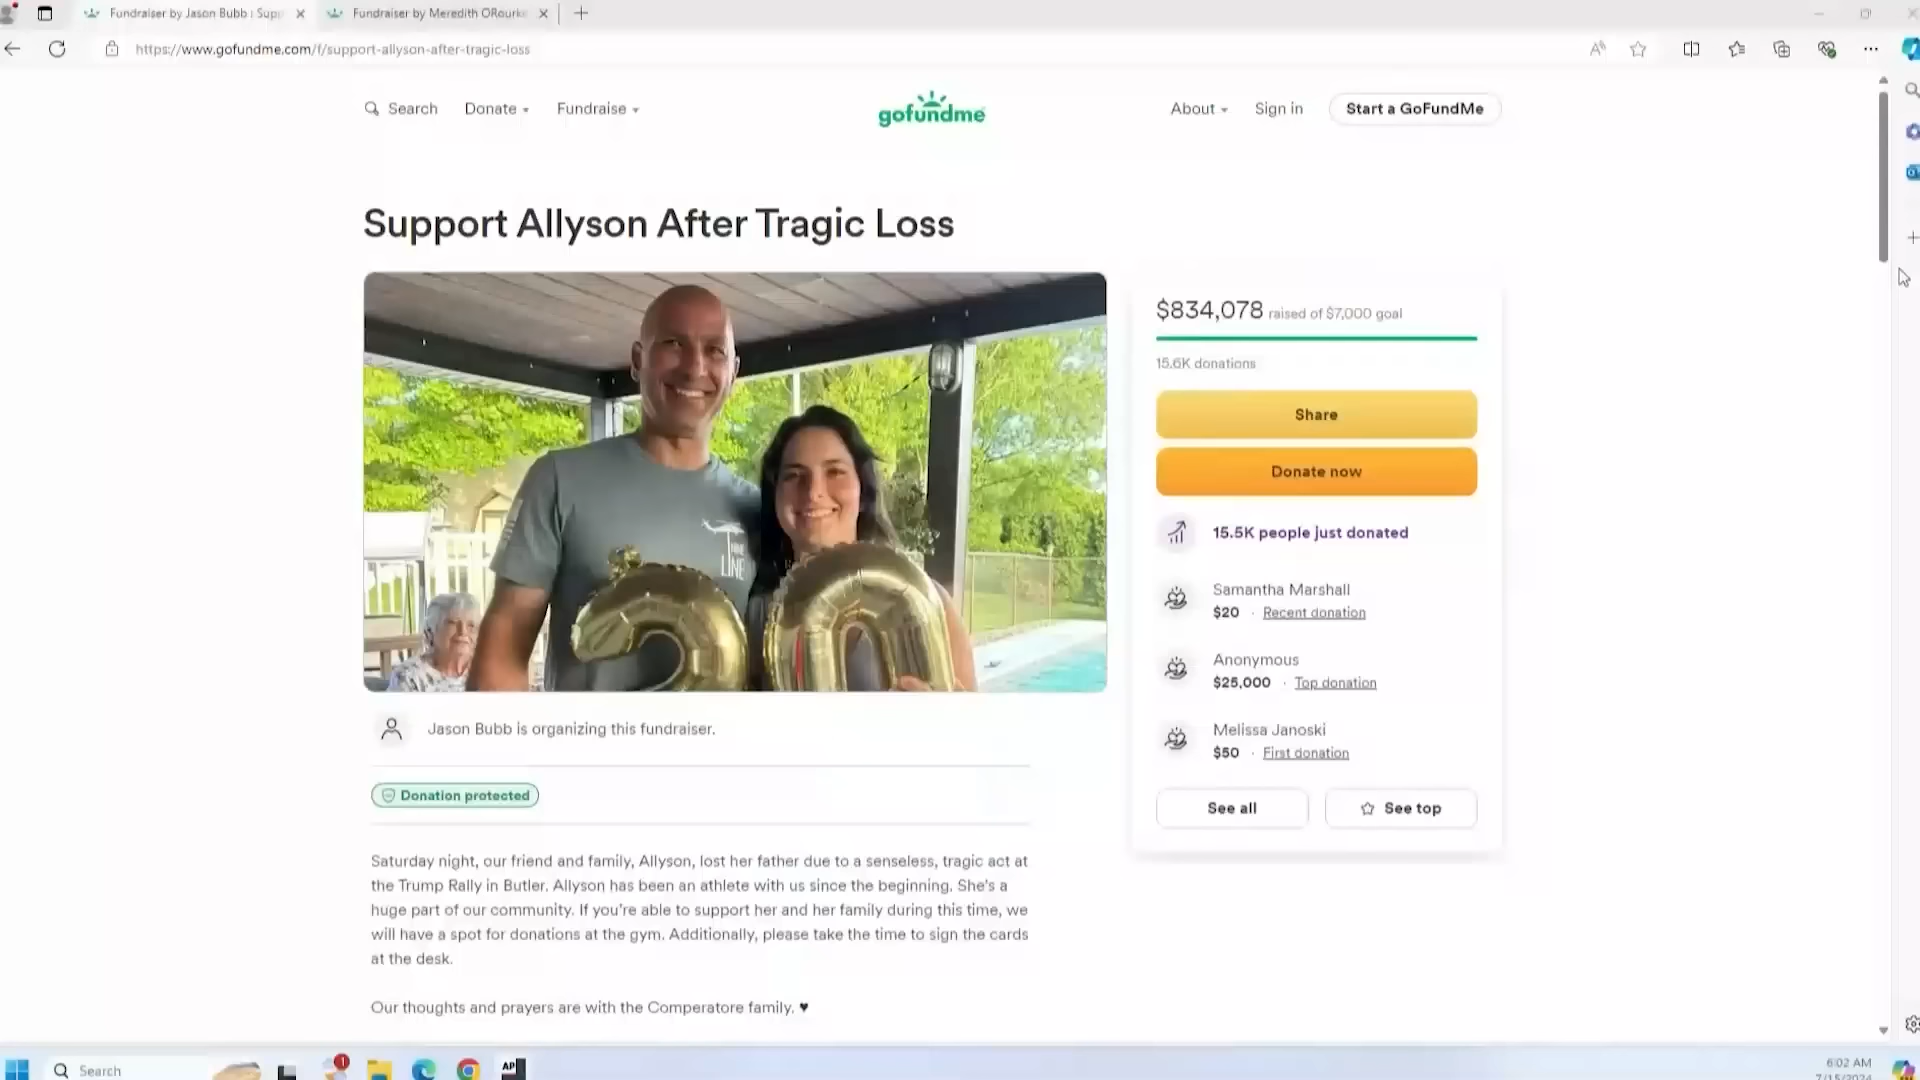 Fundraiser by Jason Bubb : Supp
Fundraiser by Meredith ORourke
https://www.gofundme.com/f/support-allyson-after-tragic-loss
Search
Donate
Fundraise
gofundme
About
Sign in
Start a GoFundMe
Support Allyson After Tragic Loss
$834,078 raised of $7,000 goal
15.6K donations
Share
Donate now
15.5K people just donated
Samantha Marshall
$20 · Recent donation
Anonymous
$25,000 · Top donation
Melissa Janoski
$50 · First donation
See all
See top
NINE
LINE
20
Jason Bubb is organizing this fundraiser.
Donation protected
Saturday night, our friend and family, Allyson, lost her father due to a senseless, tragic act at
the Trump Rally in Butler. Allyson has been an athlete with us since the beginning. She's a
huge part of our community. If you're able to support her and her family during this time, we
will have a spot for donations at the gym. Additionally, please take the time to sign the cards
at the desk.
Our thoughts and prayers are with the Comperatore family. ♥
Search
1
AP
6:02 AM
7/15/2024